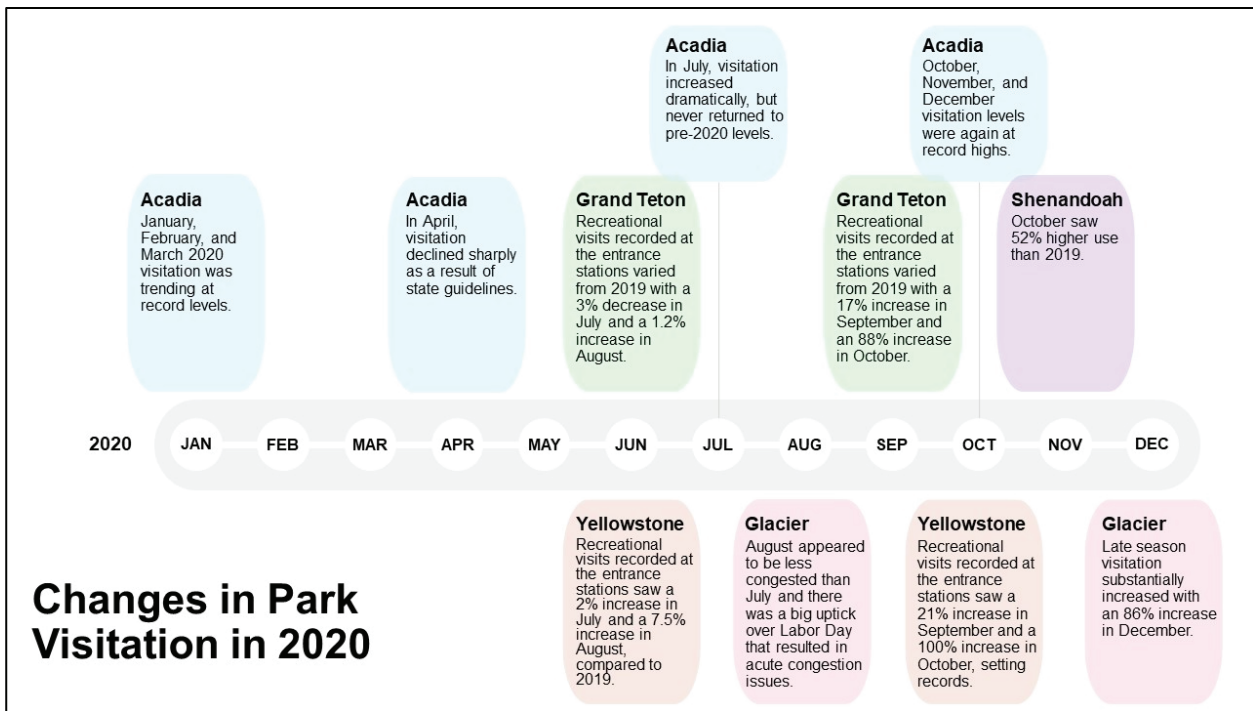 Acadia
In July, visitation
increased
dramatically, but
never returned to
pre-2020 levels.
Acadia
October,
November, and
December
visitation levels
were again at
record highs.
Acadia
January,
February, and
March 2020
visitation was
trending at
record levels.
Acadia
In April,
visitation
declined sharply
as a result of
state guidelines.
Grand Teton
Recreational
visits recorded at
the entrance
stations varied
from 2019 with a
3% decrease in
July and a 1.2%
increase in
August.
Grand Teton
Recreational
visits recorded at
the entrance
stations varied
from 2019 with a
17% increase in
September and
an 88% increase
in October.
Shenandoah
October saw
52% higher use
than 2019.
2020 JAN FEB MAR APR MAY JUN JUL AUG SEP OCT NOV DEC
Yellowstone
Recreational
visits recorded at
the entrance
stations saw a
2% increase in
July and a 7.5%
increase in
August,
compared to
2019.
Glacier
August appeared
to be less
congested than
July and there
was a big uptick
over Labor Day
that resulted in
acute congestion
issues.
Yellowstone
Recreational
visits recorded at
the entrance
stations saw a
21% increase in
September and a
100% increase in
October, setting
records.
Glacier
Late season
visitation
substantially
increased with
an 86% increase
in December.
Changes in Park
Visitation in 2020